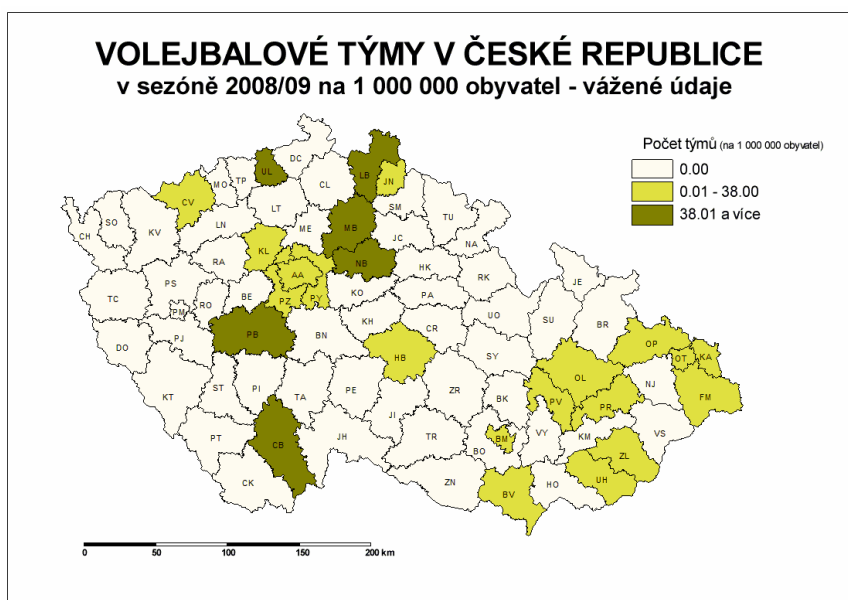 VOLEJBALOVÉ TÝMY V ČESKÉ REPUBLICE
v sezóně 2008/09 na 1 000 000 obyvatel - vážené údaje
Počet týmů (na 1 000 000 obyvatel)
0.00
0.01 - 38.00
38.01 a více
DC
UL
LB
TP
MO
CL
JN
CV
LT
SM
SO
LN
ME
MB
TU
CH
KV
JC
NA
KL
RA
AA
NB
HK
RK
JE
PS
BE
KO
PA
TC
RO
PZ
PY
PM
UO
SU
BR
KH
CR
PJ
PB
BN
OP
DO
HB
SY
OT
KA
OL
NJ
KT
ST
PI
TA
PE
ZR
BK
PV
PR
FM
JI
PT
CB
JH
TR
BM
VY
KM
VS
BO
ZL
CK
ZN
BV
HO
UH
0 50 100 150 200 km